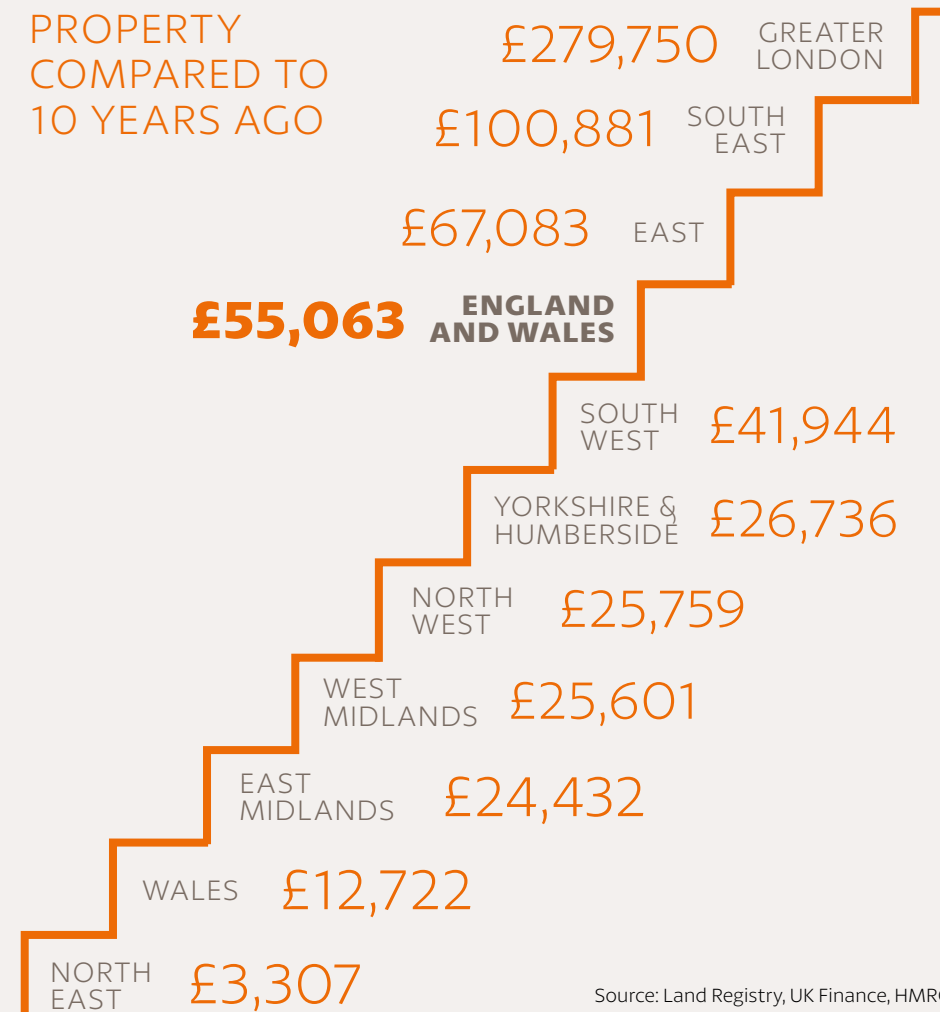 PROPERTY
COMPARED TO
10 YEARS AGO
£279,750 GREATER
LONDON
£100,881 SOUTH
EAST
£67,083 EAST
£55,063 ENGLAND
AND WALES
SOUTH
WEST £41,944
YORKSHIRE &
HUMBERSIDE £26,736
NORTH
WEST £25,759
WEST
MIDLANDS £25,601
EAST
MIDLANDS £24,432
WALES £12,722
NORTH
EAST £3,307
Source: Land Registry, UK Finance, HMRC